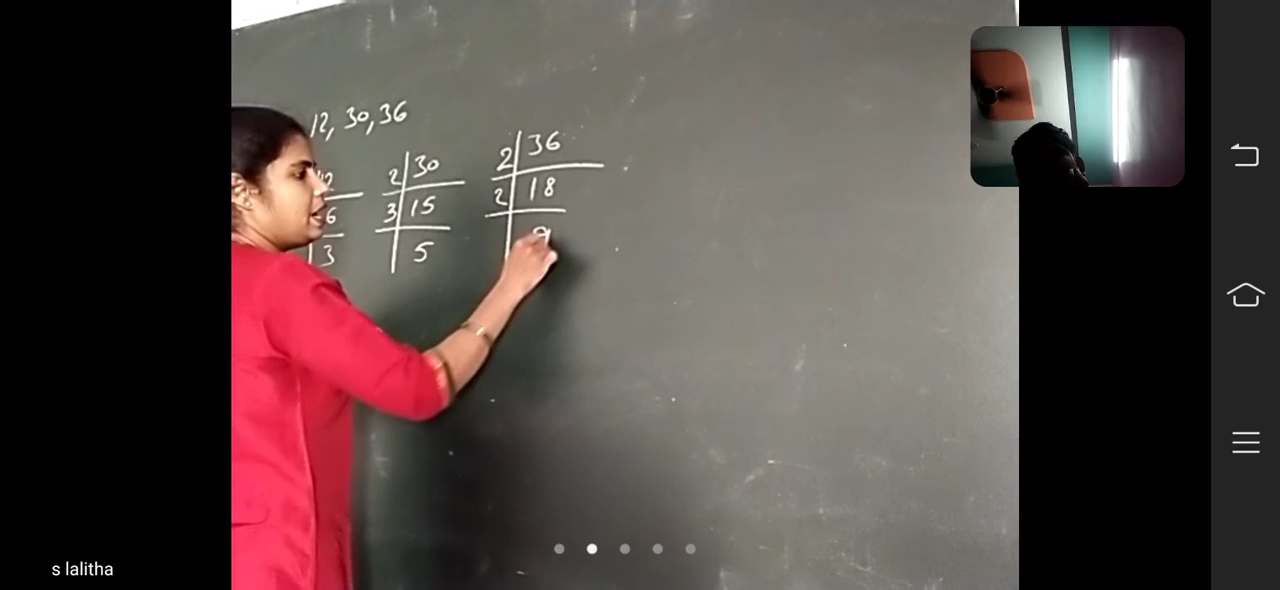 12, 30, 36
2 30 2 36
6 3 15 2 18
3 5 9
s lalitha